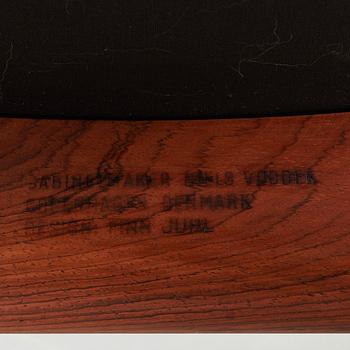 CABINETMAKER NIELS VODDER
COPENHAGEN DENMARK
DESIGN FINN JUHL